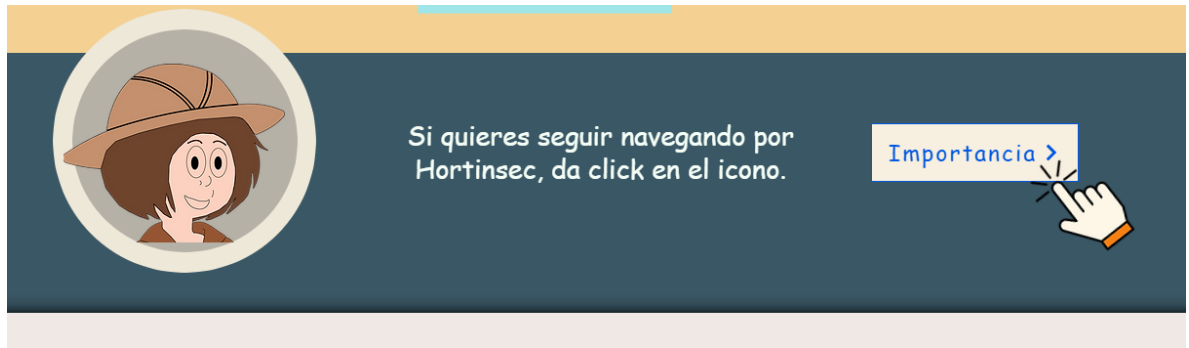 Si quieres seguir navegando por
Hortinsec, da click en el icono.
Importancia >